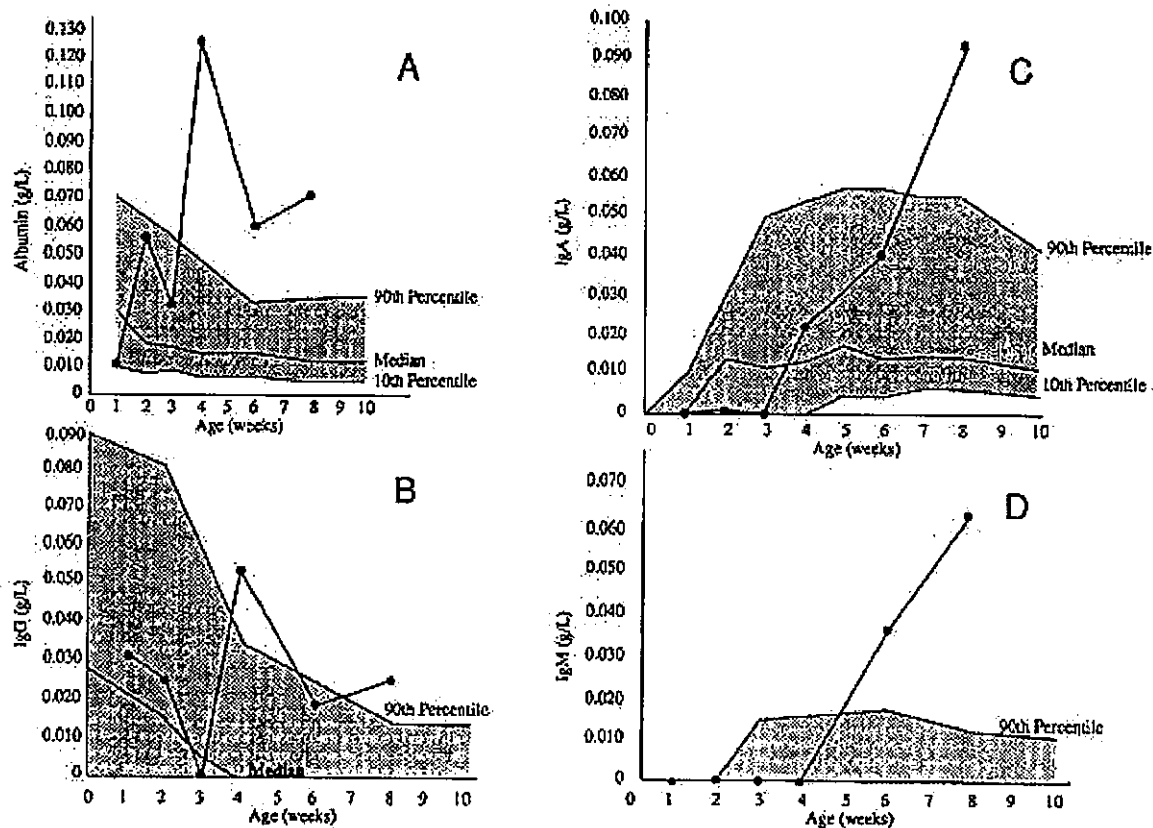 A
Albumin (g/L)
0.130
0.120
0.110
0.100
0.090
0.080
0.070
0.060
0.050
0.040
0.030
0.020
0.010
0
90th Percentile
Median
10th Percentile
0 1 2 3 4 5 6 7 8 9 10
Age (weeks)
B
IgG (g/L)
0.090
0.080
0.070
0.060
0.050
0.040
0.030
0.020
0.010
0
90th Percentile
Median
0 1 2 3 4 5 6 7 8 9 10
Age (weeks)
C
IgA (g/L)
0.100
0.090
0.080
0.070
0.060
0.050
0.040
0.030
0.020
0.010
0
90th Percentile
Median
10th Percentile
0 1 2 3 4 5 6 7 8 9 10
Age (weeks)
D
IgM (g/L)
0.070
0.060
0.050
0.040
0.030
0.020
0.010
0
90th Percentile
0 1 2 3 4 5 6 7 8 9 10
Age (weeks)